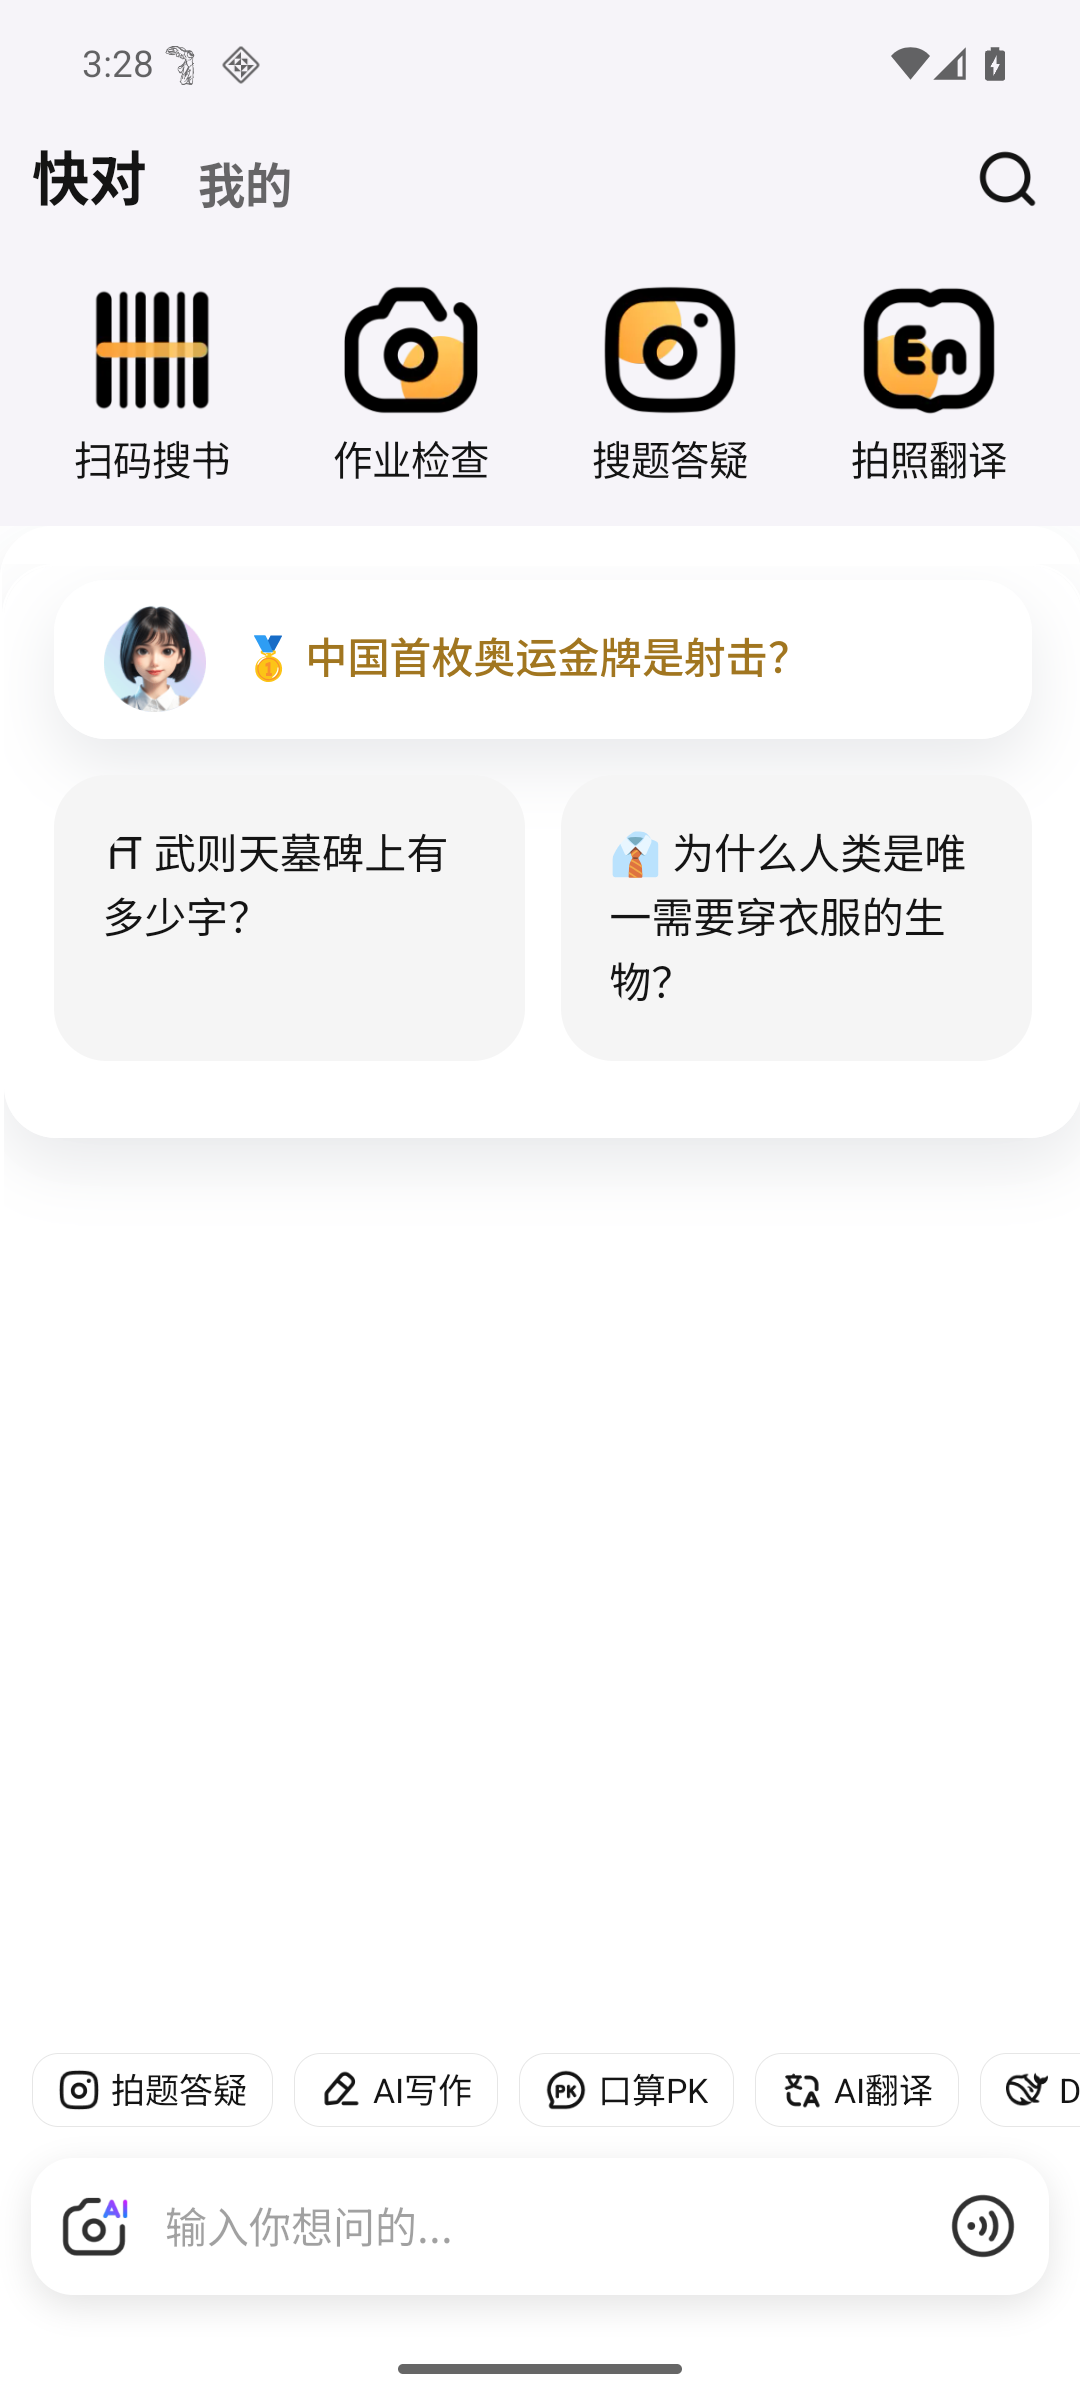 3:28
快对 我的
扫码搜书 作业检查 搜题答疑 拍照翻译
🥇 中国首枚奥运金牌是射击?
武则天墓碑上有
多少字?
👔 为什么人类是唯
一需要穿衣服的生
物?
拍题答疑 AI写作 口算PK AI翻译 D
输入你想问的...